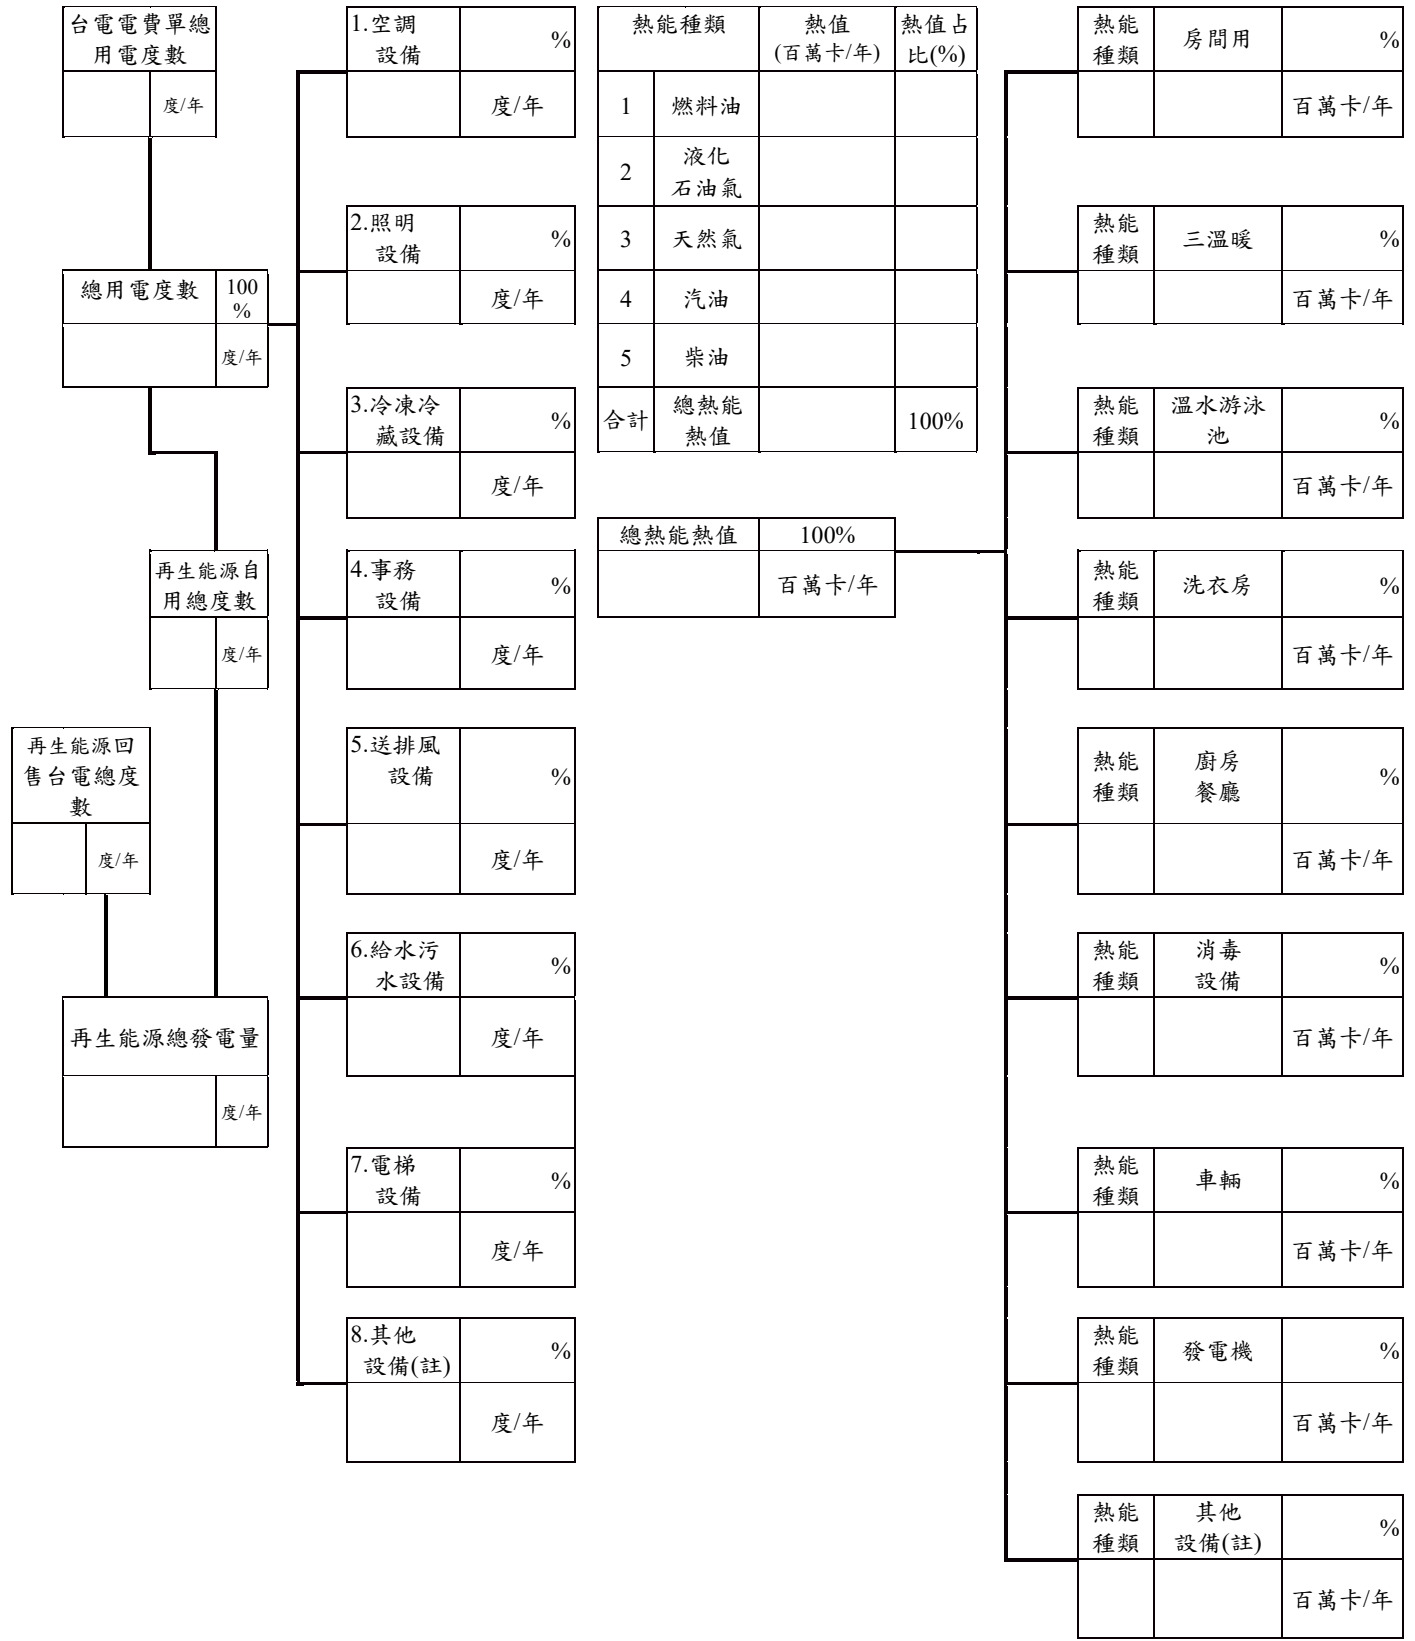 台電電費單總
用電度數
度/年
總用電度數
100
%
度/年
再生能源自
用總度數
度/年
再生能源回
售台電總度
數
度/年
再生能源總發電量
度/年
1.空調
設備
%
度/年
2.照明
設備
%
度/年
3.冷凍冷
藏設備
%
度/年
4.事務
設備
%
度/年
5.送排風
設備
%
度/年
6.給水污
水設備
%
度/年
7.電梯
設備
%
度/年
8.其他
設備(註)
%
度/年
熱能種類
熱值
(百萬卡/年)
熱值占
比(%)
1
燃料油
2
液化
石油氣
3
天然氣
4
汽油
5
柴油
合計
總熱能
熱值
100%
總熱能熱值
100%
百萬卡/年
熱能
種類
房間用
%
百萬卡/年
熱能
種類
三溫暖
%
百萬卡/年
熱能
種類
溫水游泳
池
%
百萬卡/年
熱能
種類
洗衣房
%
百萬卡/年
熱能
種類
廚房
餐廳
%
百萬卡/年
熱能
種類
消毒
設備
%
百萬卡/年
熱能
種類
車輛
%
百萬卡/年
熱能
種類
發電機
%
百萬卡/年
熱能
種類
其他
設備(註)
%
百萬卡/年